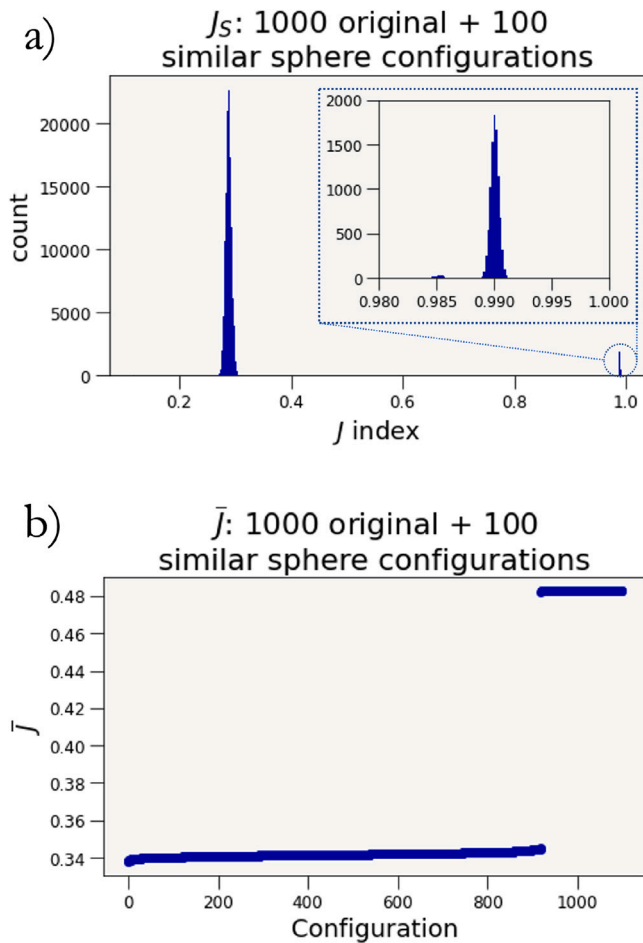 a)
J_S: 1000 original + 100
similar sphere configurations
count
20000
15000
10000
5000
0
2000
1500
1000
500
0
0.980 0.985 0.990 0.995 1.000
0.2 0.4 0.6 0.8 1.0
J index
b)
J̄: 1000 original + 100
similar sphere configurations
J̄
0.48
0.46
0.44
0.42
0.40
0.38
0.36
0.34
0 200 400 600 800 1000
Configuration